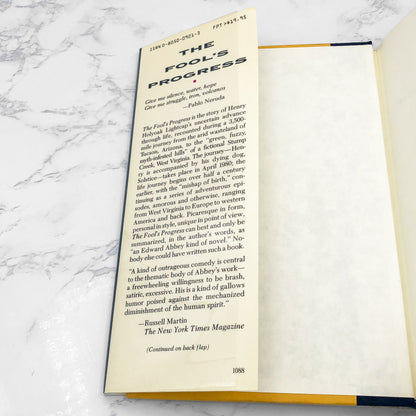 ISBN 0-8050-0921-3 FPT >$19.95
THE
FOOL'S
PROGRESS
Give me silence, water, hope
Give me struggle, iron, volcanoes
—Pablo Neruda
The Fool's Progress is the story of Henry
Holyoak Lightcap's uncertain advance
through life, recounted during a 3,500-
mile journey from the arid wasteland of
Tucson, Arizona, to the "green, fuzzy,
myth-infested hills" of a fictional Stump
Creek, West Virginia. The journey—Hen-
ry is accompanied by his dying dog,
Solstice—takes place in April 1980; the
life journey begins over half a century
earlier, with the "mishap of birth," con-
tinuing as a series of adventurous epi-
sodes, amorous and otherwise, ranging
from West Virginia to Europe to western
America and back. Picaresque in form,
personal in style, unique in point of view,
The Fool's Progress can best and only be
summarized, in the author's words, as
"an Edward Abbey kind of novel." No-
body else could have written such a book.
"A kind of outrageous comedy is central
to the thematic body of Abbey's work—
a freewheeling willingness to be brash,
satiric, excessive. His is a kind of gallows
humor poised against the mechanized
diminishment of the human spirit."
—Russell Martin
The New York Times Magazine
(Continued on back flap)
1088